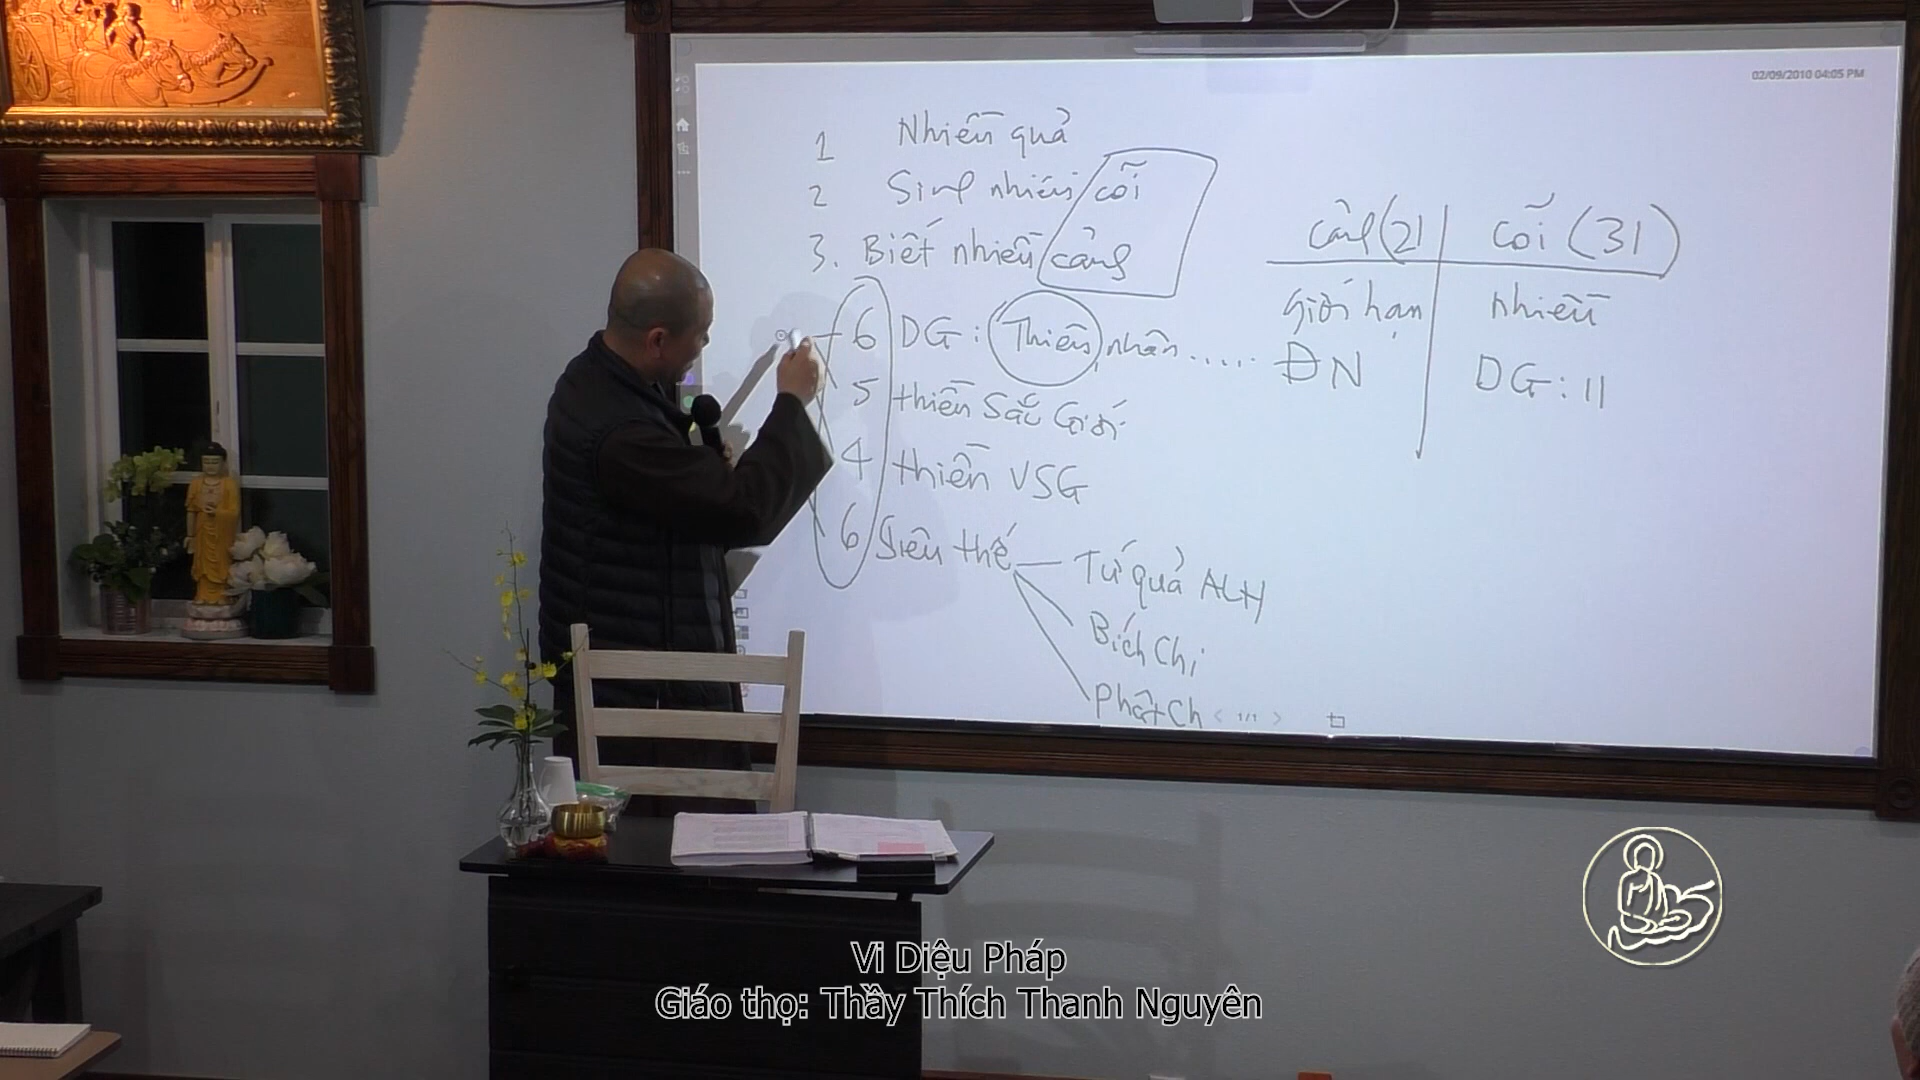 02/09/2010 04:05 PM
1 Nhiều quả
2 Sinh nhiều cõi
3. Biết nhiều cảnh
6 DG: Thiên, nhân.....
5 thiền Sắc Giới
4 thiền VSG
6 Siêu thế
Tứ quả ALH
Bích Chi
Phật Ch
1/1
cảnh (21 cõi (31)
giới hạn nhiều
ĐN DG: 11
Vi Diệu Pháp
Giáo thọ: Thầy Thích Thanh Nguyên